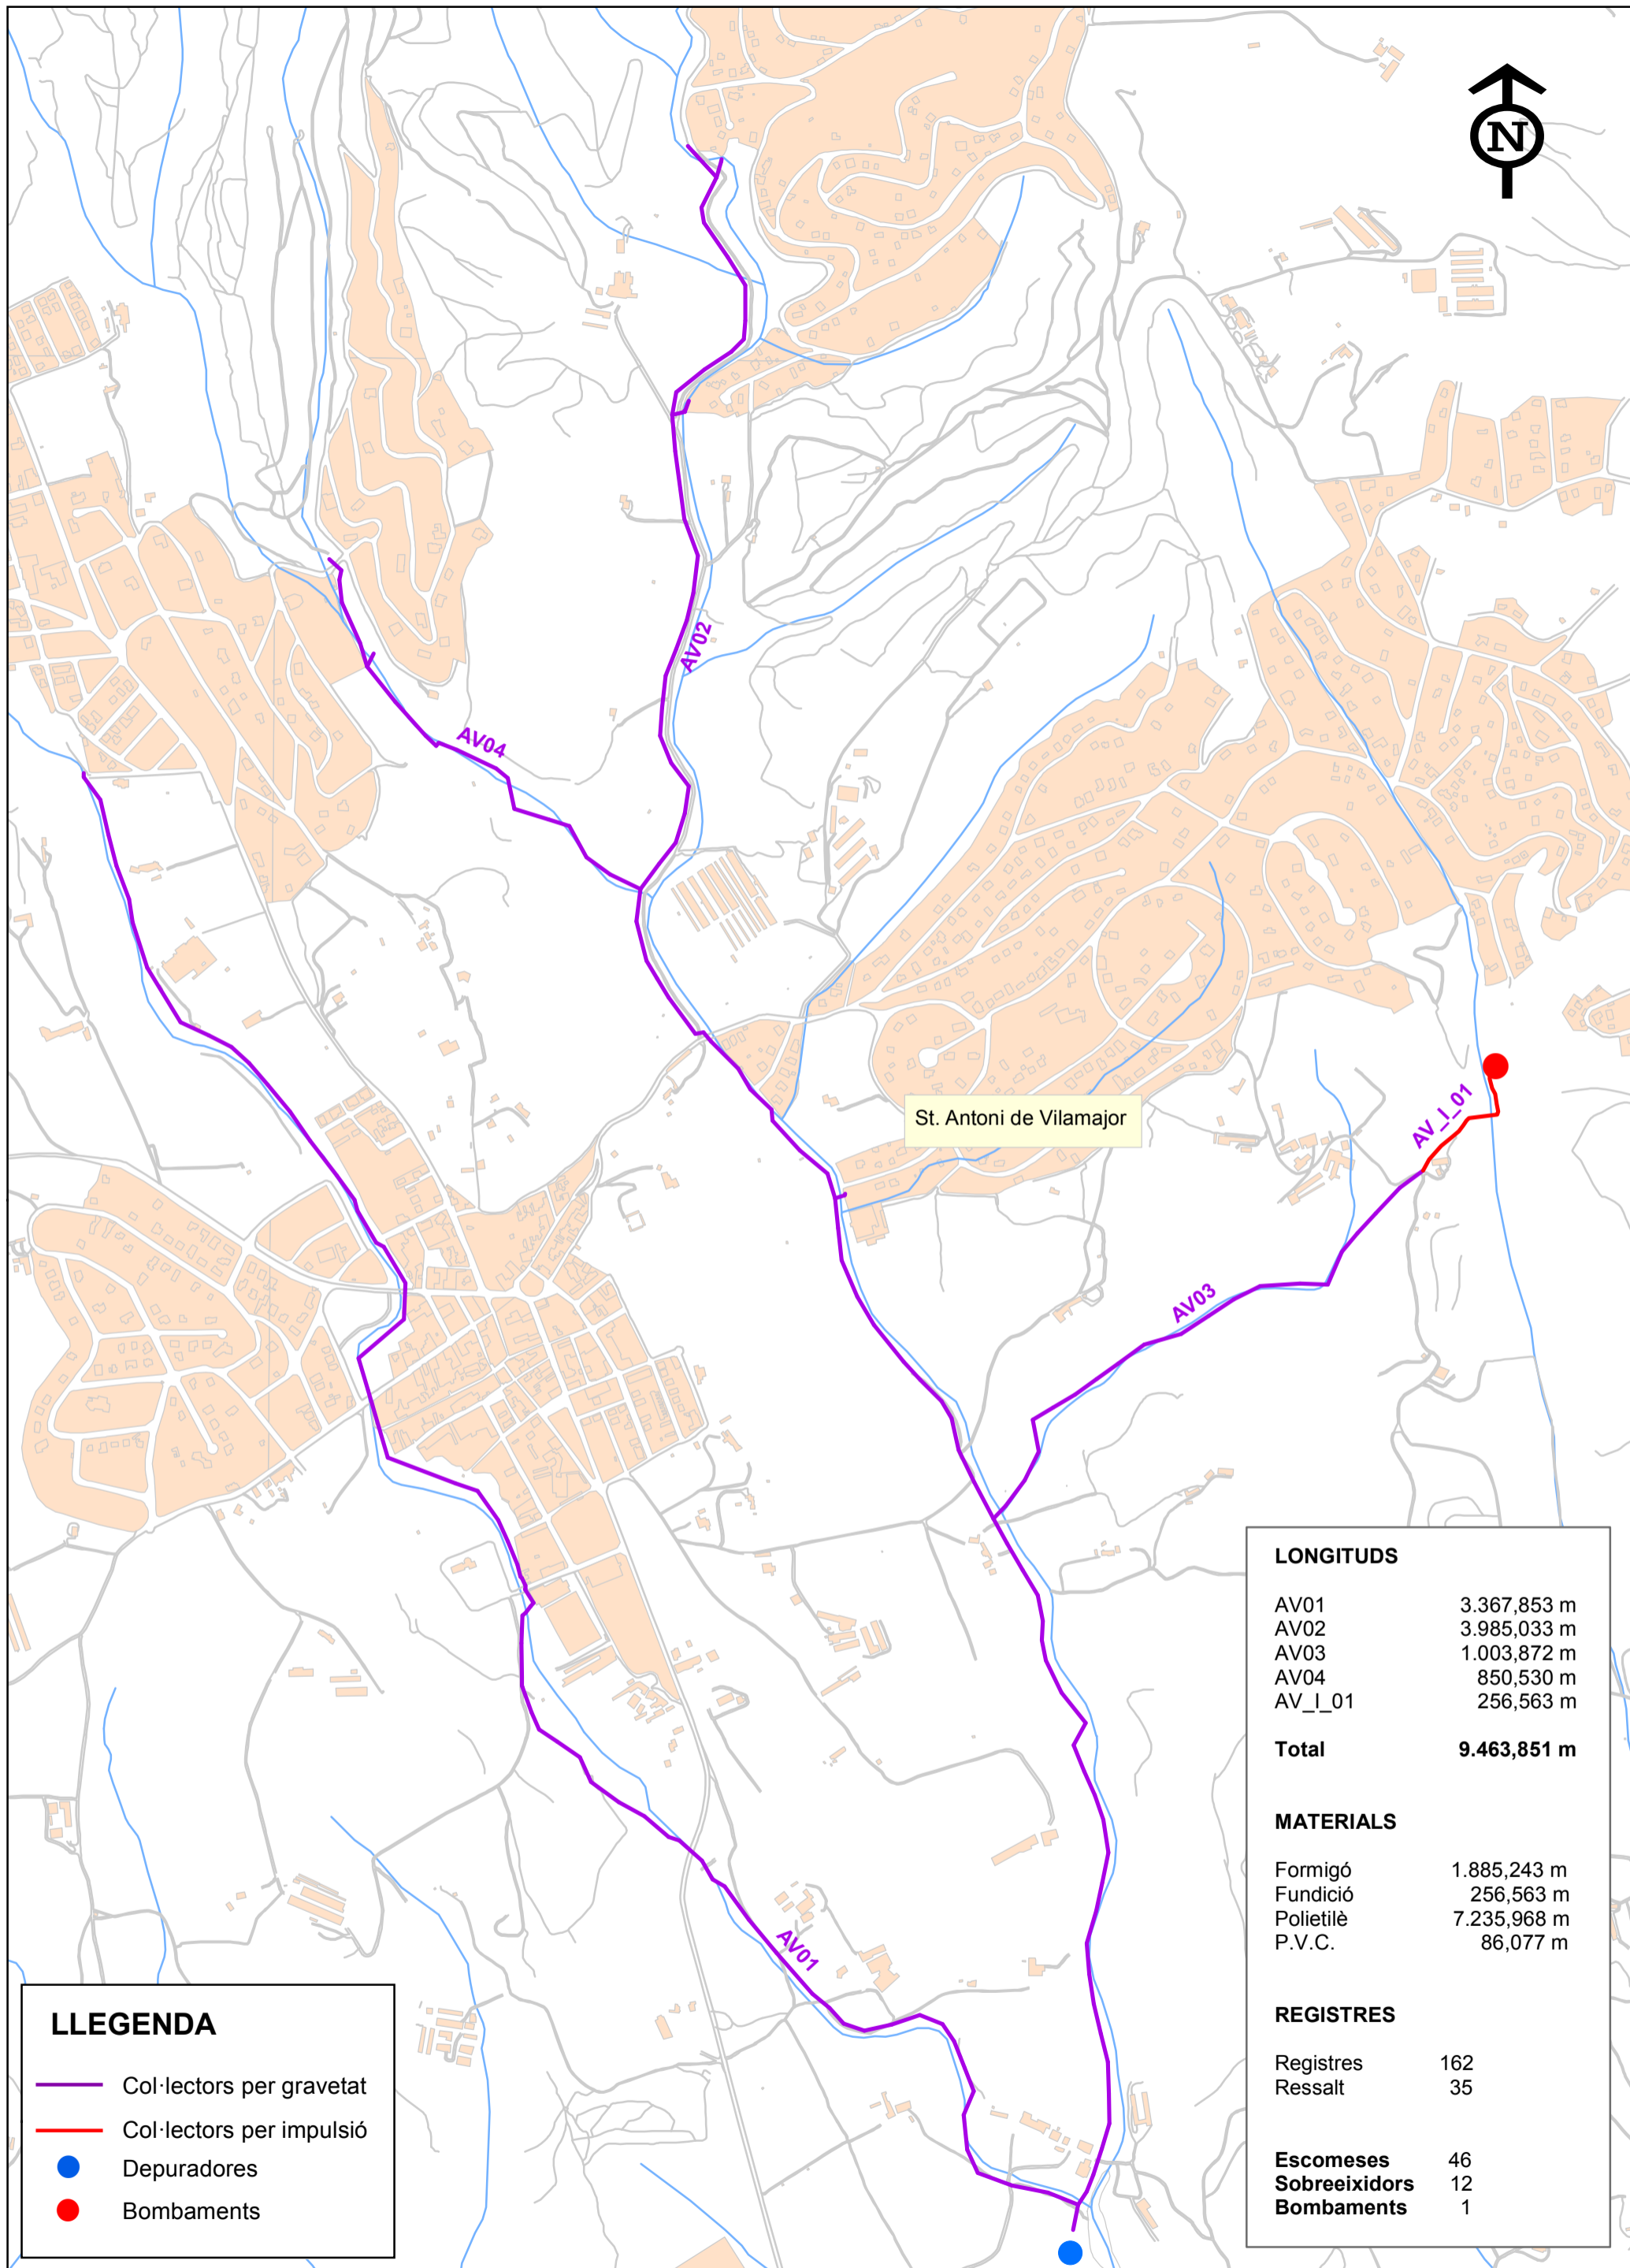 N
AV02
AV04
St. Antoni de Vilamajor
AV_I_01
AV03
AV01
LONGITUDS
AV01 3.367,853 m
AV02 3.985,033 m
AV03 1.003,872 m
AV04 850,530 m
AV_I_01 256,563 m
Total 9.463,851 m
MATERIALS
Formigó 1.885,243 m
Fundició 256,563 m
Polietilè 7.235,968 m
P.V.C. 86,077 m
REGISTRES
Registres 162
Ressalt 35
Escomeses 46
Sobreeixidors 12
Bombaments 1
LLEGENDA
Col·lectors per gravetat
Col·lectors per impulsió
Depuradores
Bombaments